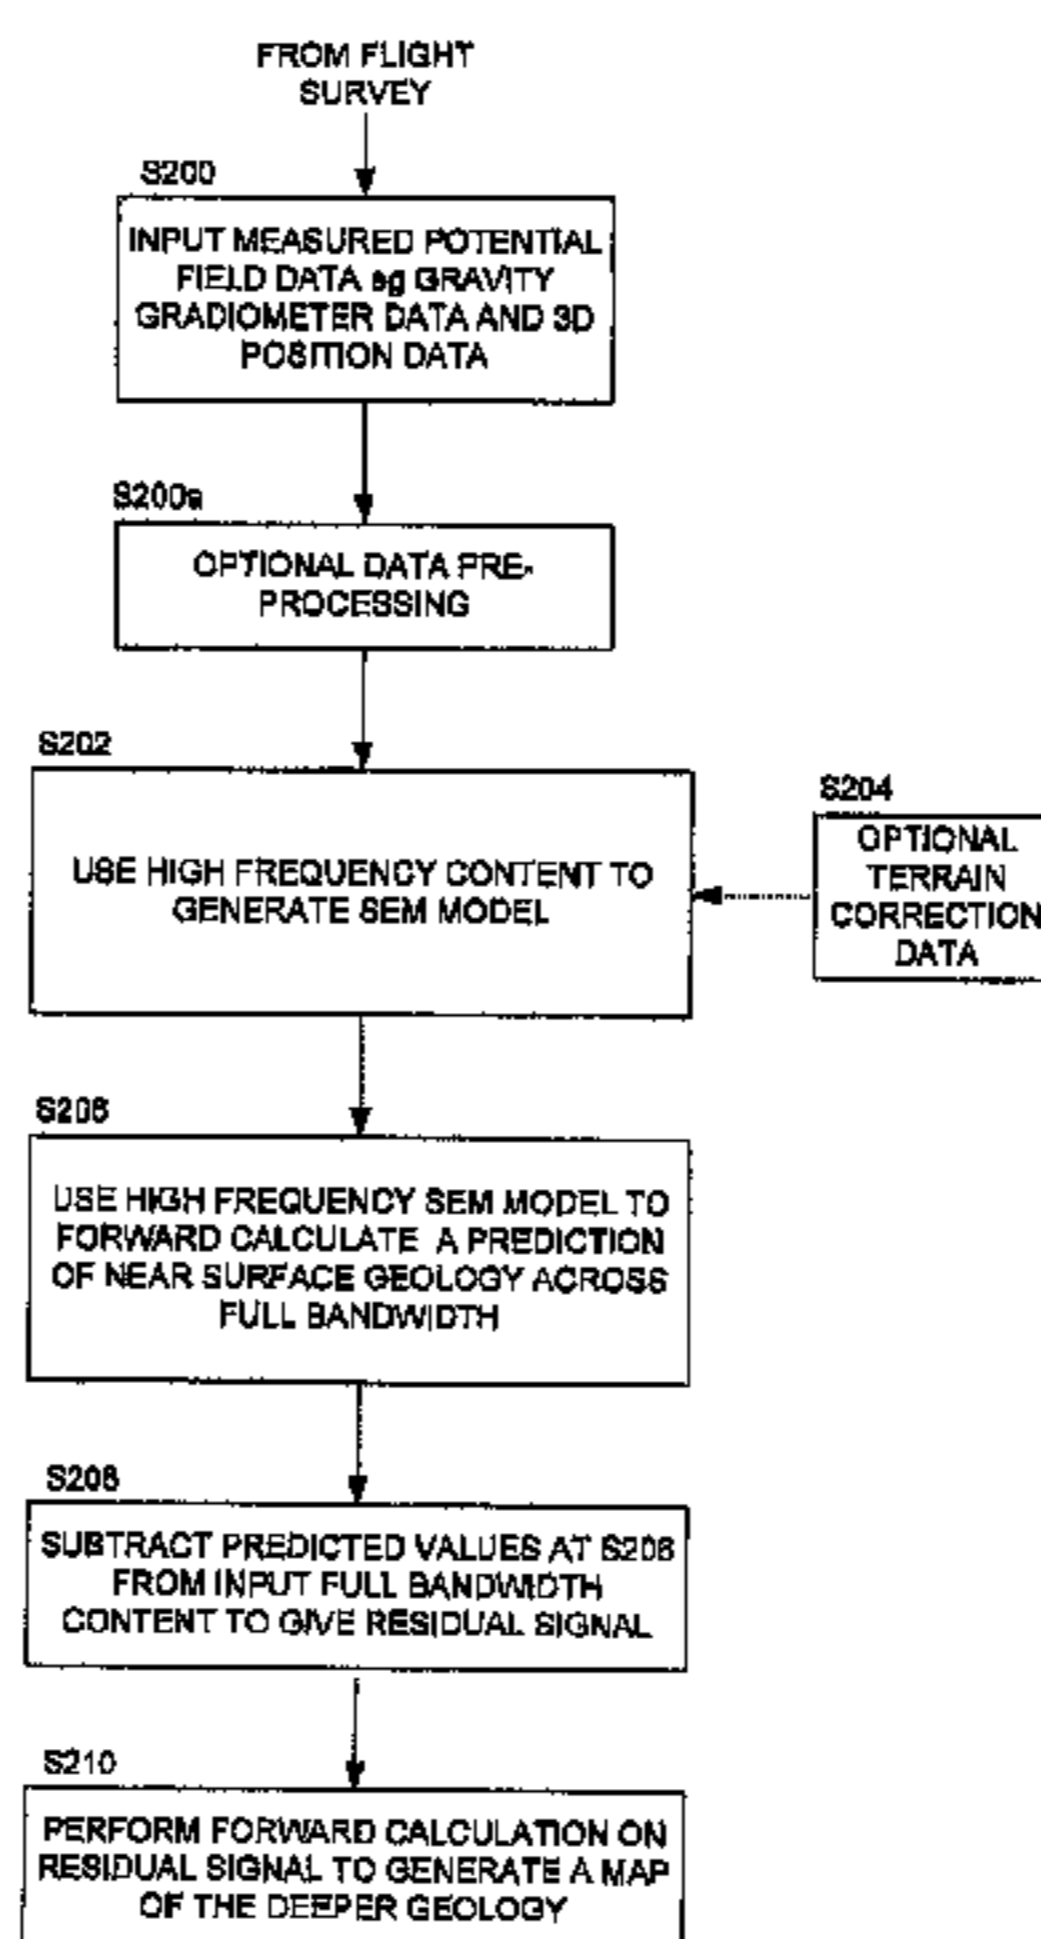 FROM FLIGHT
SURVEY
S200
INPUT MEASURED POTENTIAL
FIELD DATA eg GRAVITY
GRADIOMETER DATA AND 3D
POSITION DATA
S200a
OPTIONAL DATA PRE-
PROCESSING
S202
USE HIGH FREQUENCY CONTENT TO
GENERATE SEM MODEL
S204
OPTIONAL
TERRAIN
CORRECTION
DATA
S206
USE HIGH FREQUENCY SEM MODEL TO
FORWARD CALCULATE A PREDICTION
OF NEAR SURFACE GEOLOGY ACROSS
FULL BANDWIDTH
S208
SUBTRACT PREDICTED VALUES AT S206
FROM INPUT FULL BANDWIDTH
CONTENT TO GIVE RESIDUAL SIGNAL
S210
PERFORM FORWARD CALCULATION ON
RESIDUAL SIGNAL TO GENERATE A MAP
OF THE DEEPER GEOLOGY